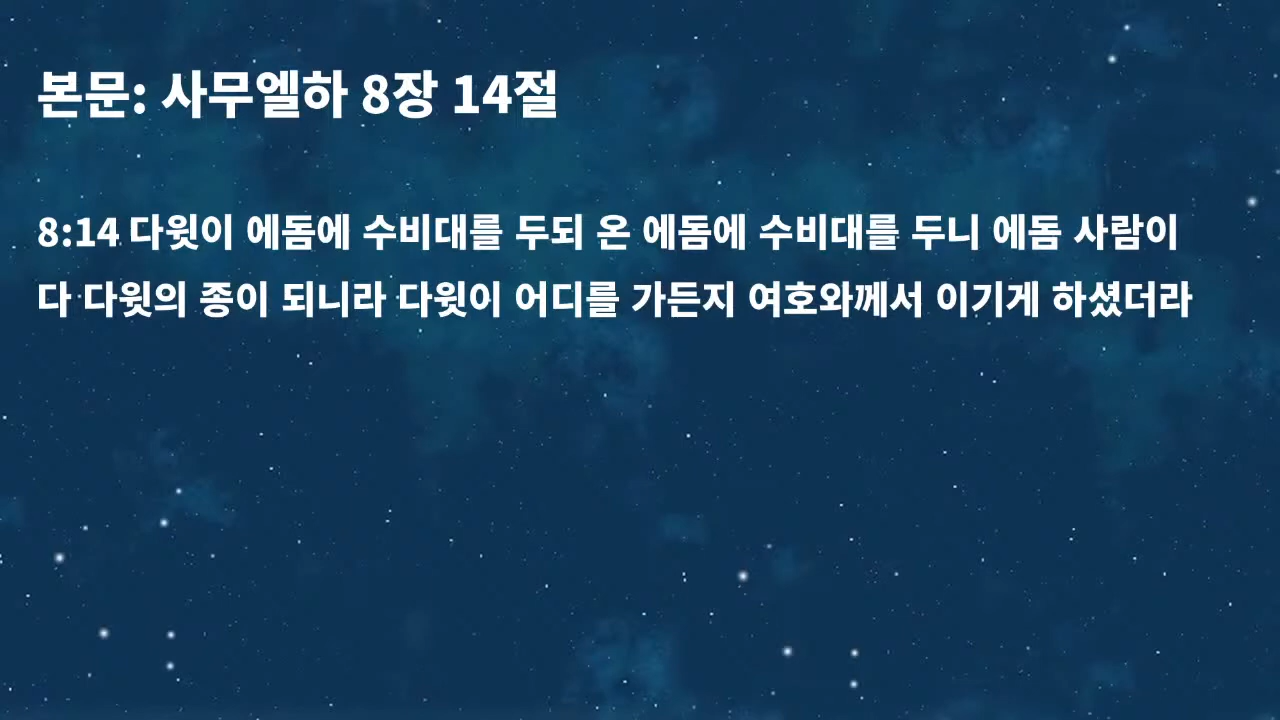 본문: 사무엘하 8장 14절
8:14 다윗이 에돔에 수비대를 두되 온 에돔에 수비대를 두니 에돔 사람이
다 다윗의 종이 되니라 다윗이 어디를 가든지 여호와께서 이기게 하셨더라